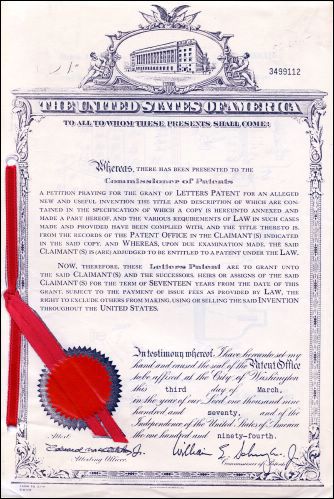 3499112
THE UNITED STATES OF AMERICA
TO ALL TO WHOM THESE PRESENTS SHALL COME:
Whereas, THERE HAS BEEN PRESENTED TO THE
Commissioner of Patents
A PETITION PRAYING FOR THE GRANT OF LETTERS PATENT FOR AN ALLEGED
NEW AND USEFUL INVENTION THE TITLE AND DESCRIPTION OF WHICH ARE CON-
TAINED IN THE SPECIFICATION OF WHICH A COPY IS HEREUNTO ANNEXED AND
MADE A PART HEREOF, AND THE VARIOUS REQUIREMENTS OF LAW IN SUCH CASES
MADE AND PROVIDED HAVE BEEN COMPLIED WITH, AND THE TITLE THERETO IS,
FROM THE RECORDS OF THE PATENT OFFICE IN THE CLAIMANT (S) INDICATED
IN THE SAID COPY, AND WHEREAS, UPON DUE EXAMINATION MADE, THE SAID
CLAIMANT (S) IS (ARE) ADJUDGED TO BE ENTITLED TO A PATENT UNDER THE LAW.
NOW, THEREFORE, THESE Letters Patent ARE TO GRANT UNTO
THE SAID CLAIMANT(S) AND THE SUCCESSORS, HEIRS OR ASSIGNS OF THE SAID
CLAIMANT (S) FOR THE TERM OF SEVENTEEN YEARS FROM THE DATE OF THIS
GRANT, SUBJECT TO THE PAYMENT OF ISSUE FEES AS PROVIDED BY LAW, THE
RIGHT TO EXCLUDE OTHERS FROM MAKING, USING OR SELLING THE SAID INVENTION
THROUGHOUT THE UNITED STATES.
In testimony whereof, I have hereunto set my
hand and caused the seal of the Patent Office
to be affixed at the City of Washington
this third day of March,
in the year of our Lord one thousand nine
hundred and seventy, and of the
Independence of the United States of America
the one hundred and ninety-fourth.
Attest:
William E. Schuyler, Jr.
Attesting Officer
Commissioner of Patents